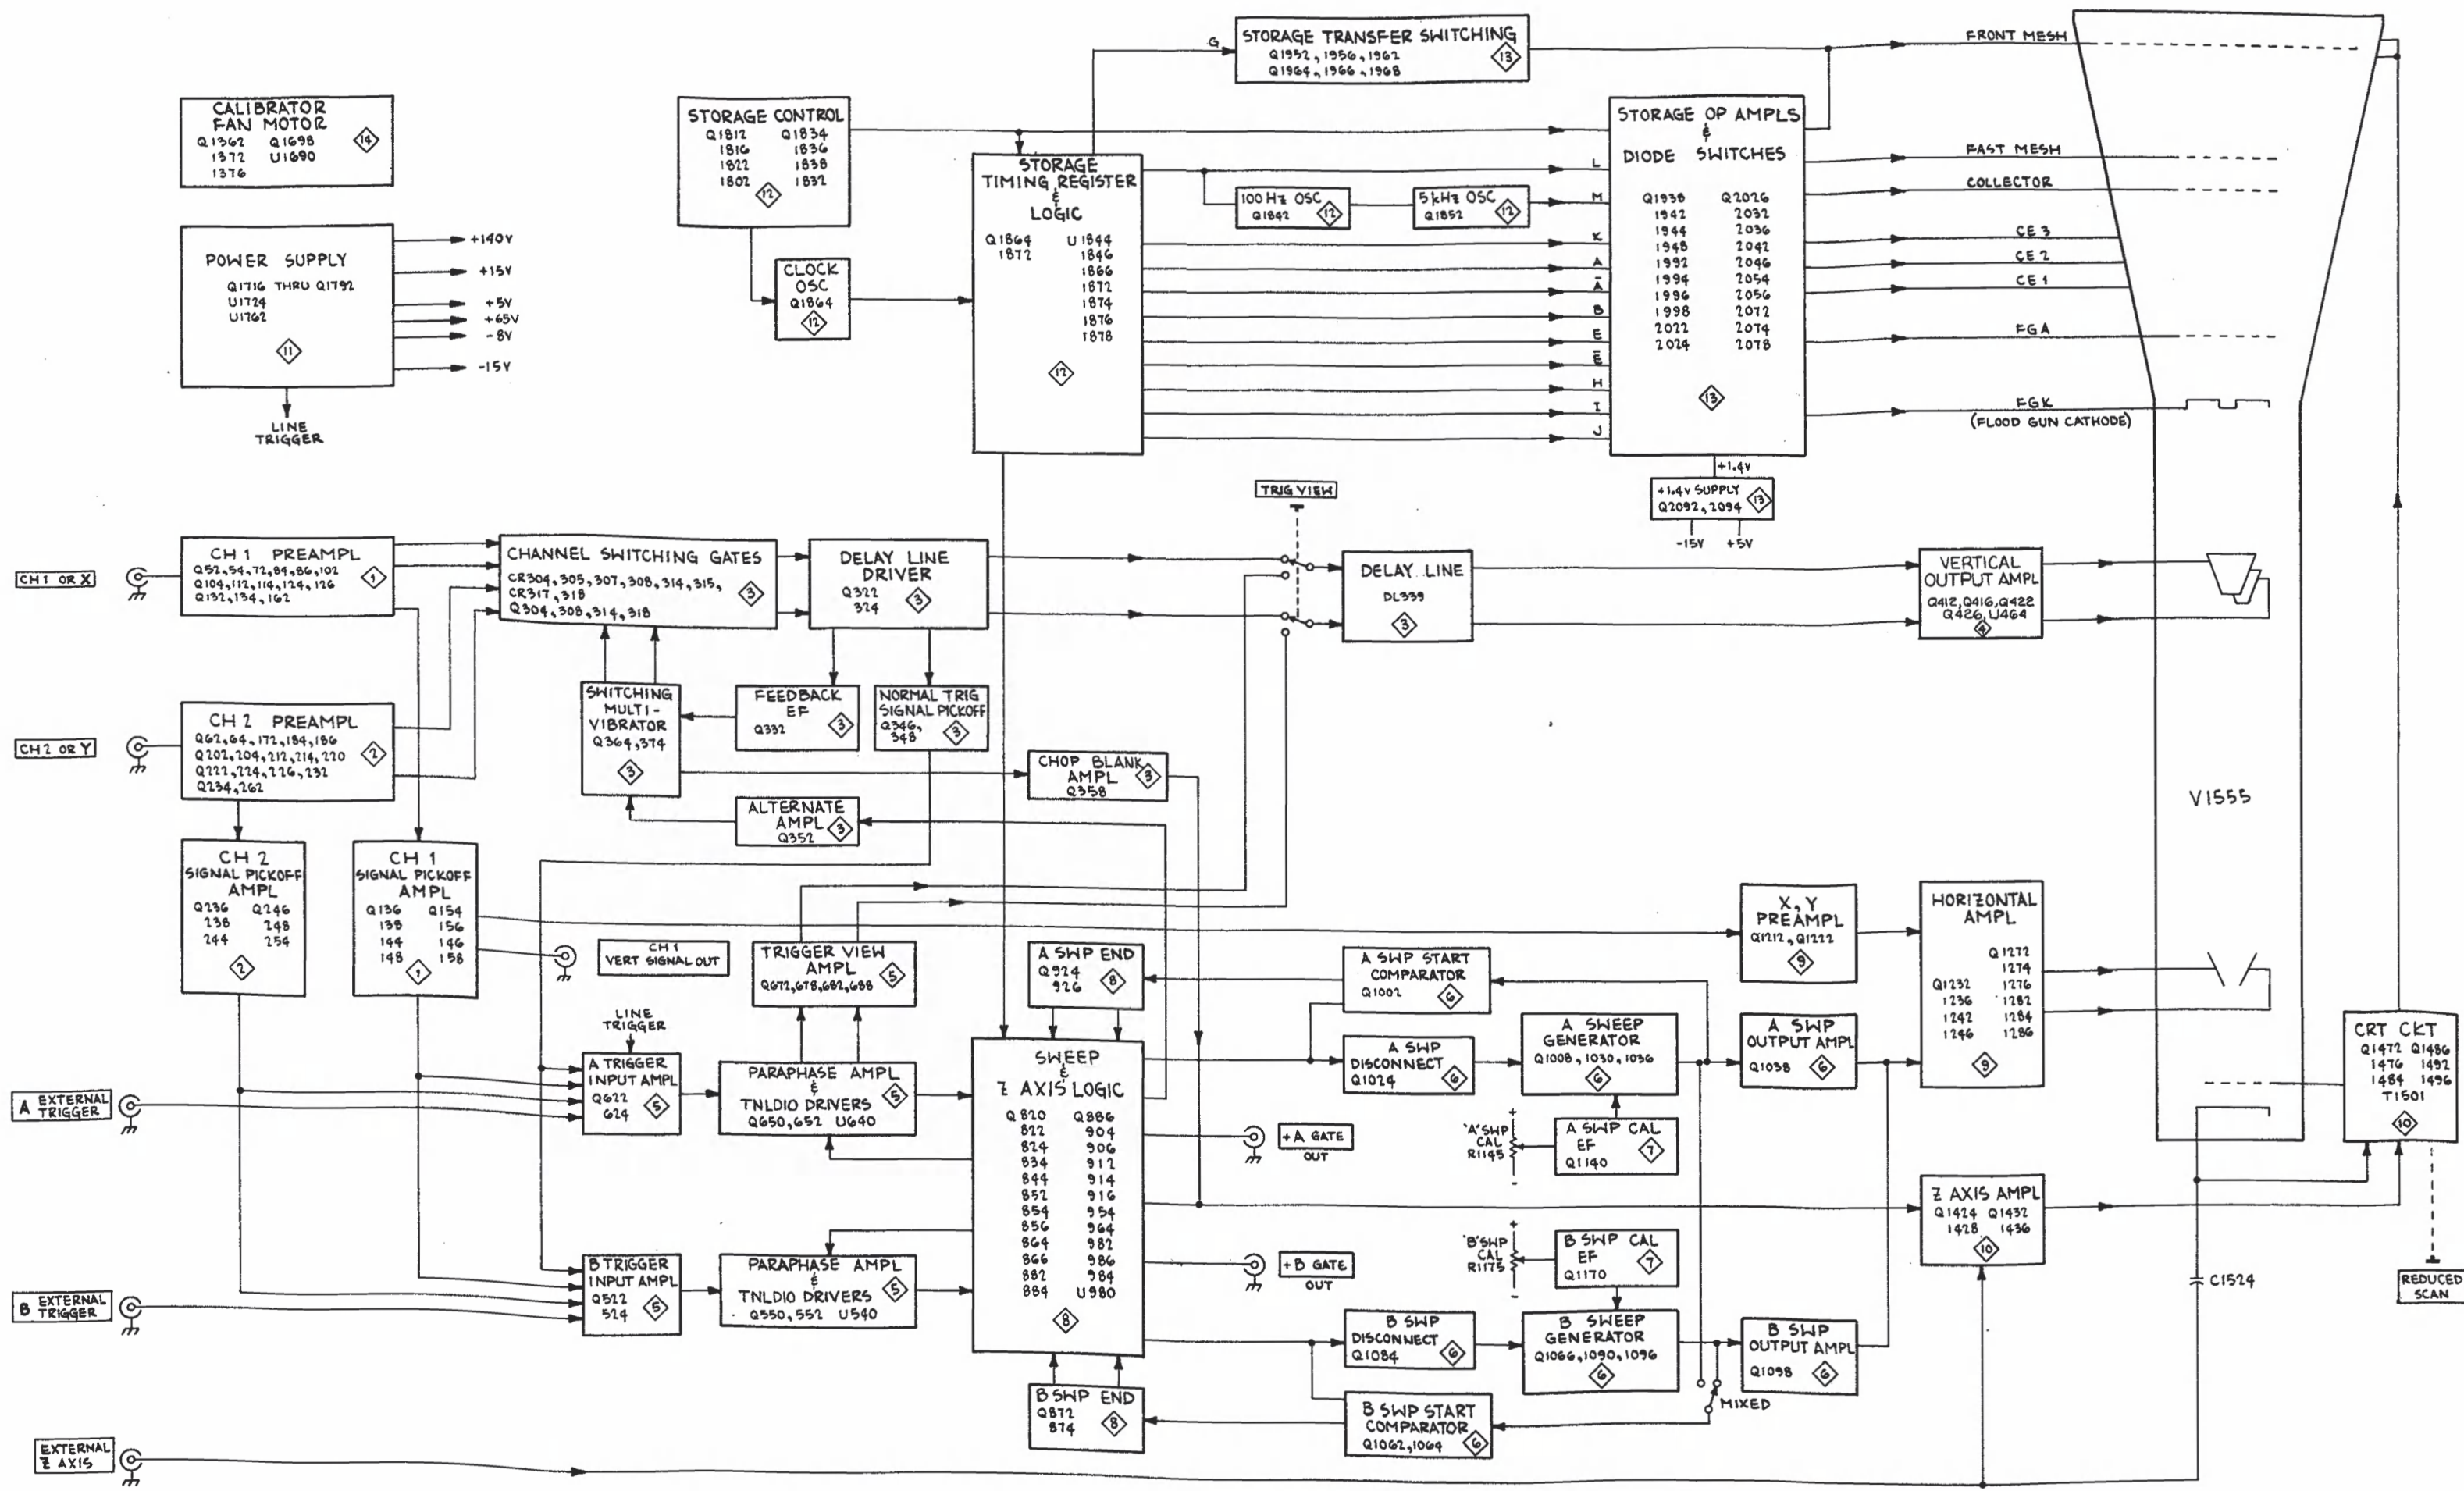 STORAGE TRANSFER SWITCHING
Q1952, 1956, 1962
Q1964, 1966, 1968
13
G
FRONT MESH
CALIBRATOR
FAN MOTOR
Q1362 Q1698
1372 U1690
1376
14
STORAGE CONTROL
Q1812 Q1834
1816 1836
1822 1838
1802 1832
12
STORAGE
TIMING REGISTER
&
LOGIC
Q1864 U1844
1872 1846
1866
1872
1874
1876
1878
12
STORAGE OP AMPLS
&
DIODE SWITCHES
Q1938 Q2026
1942 2032
1944 2036
1948 2042
1992 2046
1994 2054
1996 2056
1998 2072
2022 2074
2024 2078
13
100 Hz OSC
Q1842
12
5kHz OSC
Q1852
12
L
M
K
A
Ā
B
E
Ē
H
I
J
FAST MESH
COLLECTOR
CE 3
CE 2
CE 1
FGA
FGK
(FLOOD GUN CATHODE)
POWER SUPPLY
Q1716 THRU Q1792
U1724
U1762
11
+140V
+15V
+5V
+65V
-8V
-15V
LINE
TRIGGER
CLOCK
OSC
Q1864
12
+1.4V
+1.4V SUPPLY
Q2092, 2094
13
-15V +5V
TRIG VIEW
CH 1 OR X
CH 1 PREAMPL
Q52,54,72,84,86,102
Q104,112,114,124,126
Q132,134,162
1
CHANNEL SWITCHING GATES
CR304, 305, 307, 308, 314, 315,
CR317, 318
Q304, 308, 314, 318
3
DELAY LINE
DRIVER
Q322
324
3
DELAY LINE
DL339
3
VERTICAL
OUTPUT AMPL
Q412, Q416, Q422
Q426, U464
4
CH 2 OR Y
CH 2 PREAMPL
Q62,64,172,184,186
Q202,204,212,214,220
Q222,224,226,232
Q234,262
2
SWITCHING
MULTI-
VIBRATOR
Q364,374
3
FEEDBACK
EF
Q332
3
NORMAL TRIG
SIGNAL PICKOFF
Q346,
348
3
CHOP BLANK
AMPL
Q358
3
ALTERNATE
AMPL
Q352
3
V1555
CH 2
SIGNAL PICKOFF
AMPL
Q236 Q246
238 248
244 254
2
CH 1
SIGNAL PICKOFF
AMPL
Q136 Q154
138 156
144 146
148 158
1
CH 1
VERT SIGNAL OUT
TRIGGER VIEW
AMPL
Q672,678,682,688
5
A SWP END
Q924
926
8
A SWP START
COMPARATOR
Q1002
6
X, Y
PREAMPL
Q1212, Q1222
9
HORIZONTAL
AMPL
Q1272
1274
Q1232 1276
1236 1282
1242 1284
1246 1286
9
LINE
TRIGGER
A TRIGGER
INPUT AMPL
Q622
624
5
PARAPHASE AMPL
&
TNLDIO DRIVERS
Q650,652 U640
5
SWEEP
&
Z AXIS LOGIC
Q820 Q886
822 904
824 906
834 912
844 914
852 916
854 954
856 964
864 982
866 986
882 984
884 U980
8
A SWP
DISCONNECT
Q1024
6
A SWEEP
GENERATOR
Q1008, 1030, 1036
6
A SWP
OUTPUT AMPL
Q1038
6
CRT CKT
Q1472 Q1486
1476 1492
1484 1496
T1501
10
A EXTERNAL
TRIGGER
+A GATE
OUT
+
'A' SWP
CAL
R1145
-
A SWP CAL
EF
Q1140
7
Z AXIS AMPL
Q1424 Q1432
1428 1436
10
B EXTERNAL
TRIGGER
B TRIGGER
INPUT AMPL
Q522
524
5
PARAPHASE AMPL
&
TNLDIO DRIVERS
Q550,552 U540
5
+B GATE
OUT
+
'B' SWP
CAL
R1175
-
B SWP CAL
EF
Q1170
7
C1524
REDUCED
SCAN
B SWP
DISCONNECT
Q1084
6
B SWEEP
GENERATOR
Q1066,1090,1096
6
B SWP
OUTPUT AMPL
Q1098
6
MIXED
B SWP END
Q872
874
8
B SWP START
COMPARATOR
Q1062,1064
6
EXTERNAL
Z AXIS